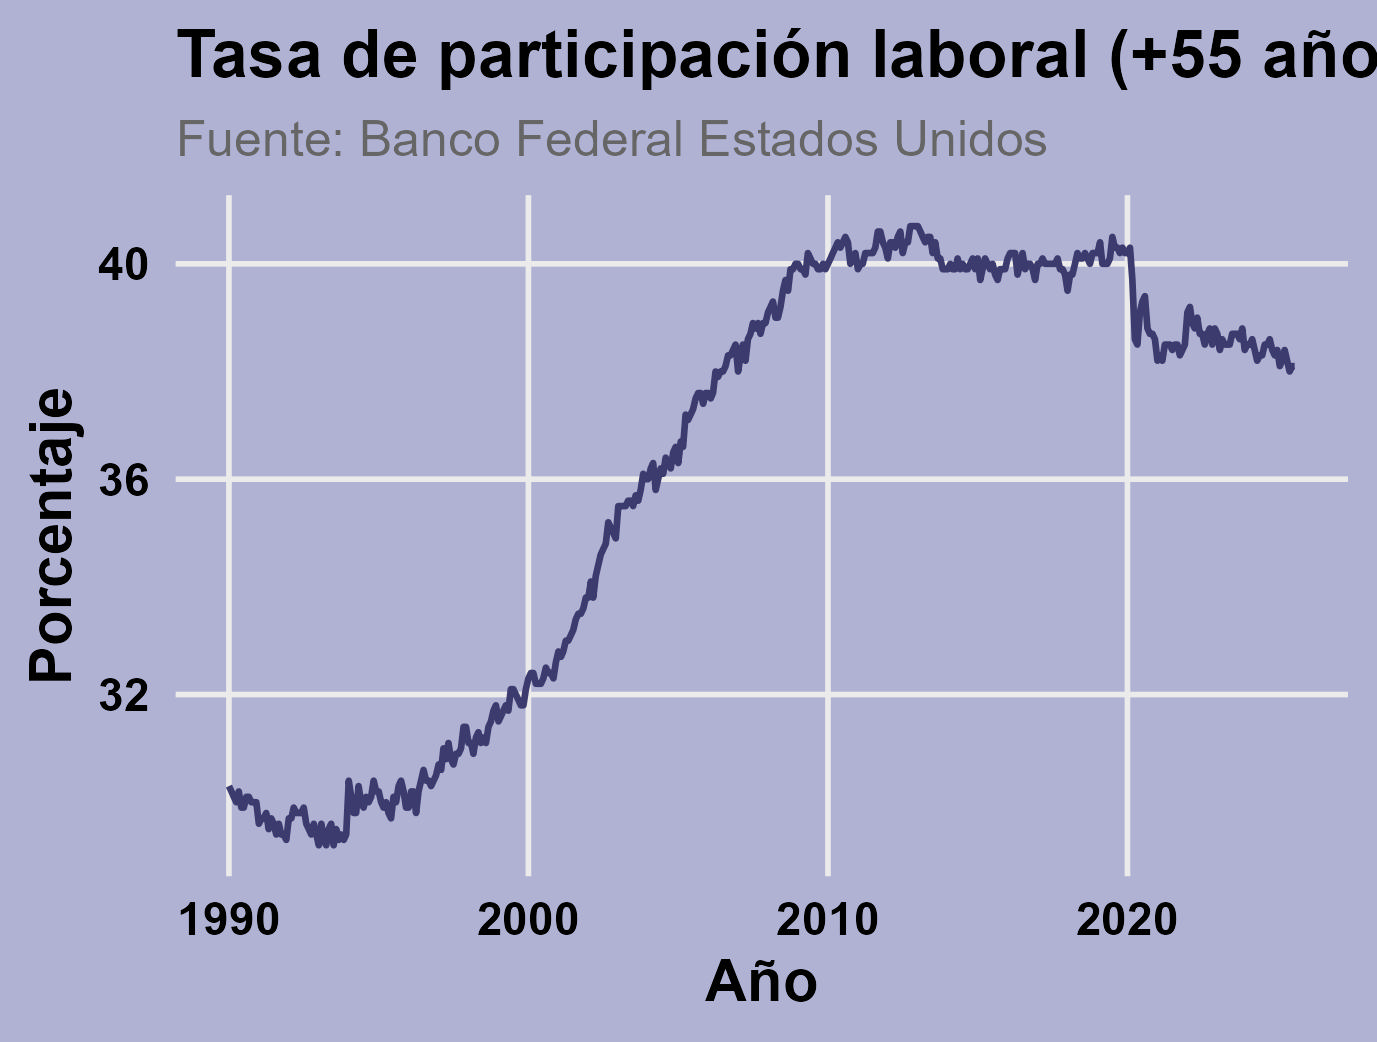 Tasa de participación laboral (+55 año
Fuente: Banco Federal Estados Unidos
Porcentaje
40
36
32
1990 2000 2010 2020
Año